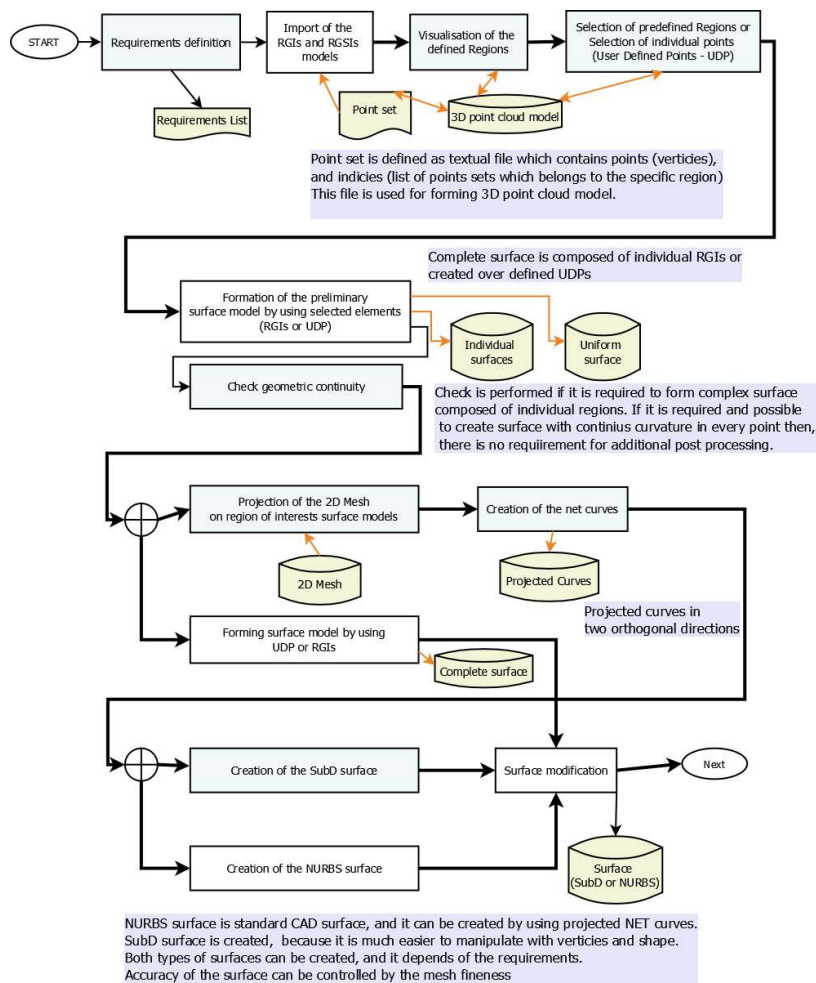 START
Requirements definition
Import of the
RGIs and RGSIs
models
Visualisation of the
defined Regions
Selection of predefined Regions or
Selection of individual points
(User Defined Points - UDP)
Requirements List
Point set
3D point cloud model
Point set is defined as textual file which contains points (verticies),
and indicies (list of points sets which belongs to the specific region)
This file is used for forming 3D point cloud model.
Complete surface is composed of individual RGIs or
created over defined UDPs
Formation of the preliminary
surface model by using selected elements
(RGIs or UDP)
Individual
surfaces
Uniform
surface
Check geometric continuity
Check is performed if it is required to form complex surface
composed of individual regions. If it is required and possible
to create surface with continius curvature in every point then,
there is no requiirement for additional post processing.
Projection of the 2D Mesh
on region of interests surface models
Creation of the net curves
2D Mesh
Projected Curves
Projected curves in
two orthogonal directions
Forming surface model by using
UDP or RGIs
Complete surface
Creation of the SubD surface
Surface modification
Next
Creation of the NURBS surface
Surface
(SubD or NURBS)
NURBS surface is standard CAD surface, and it can be created by using projected NET curves.
SubD surface is created, because it is much easier to manipulate with verticies and shape.
Both types of surfaces can be created, and it depends of the requirements.
Accuracy of the surface can be controlled by the mesh fineness